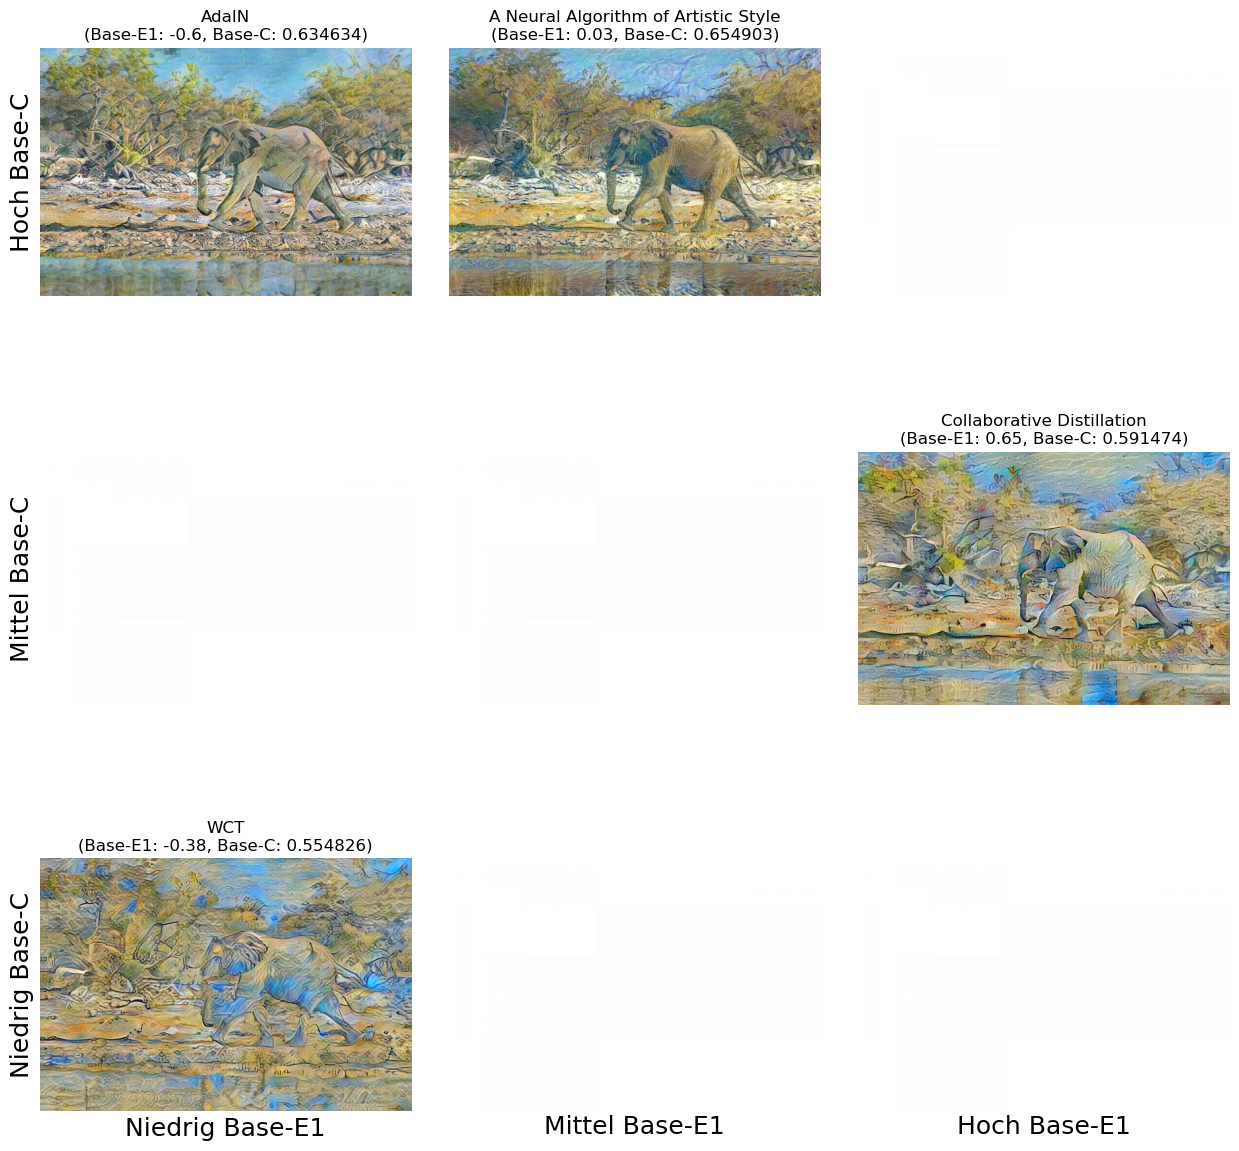 AdaIN
(Base-E1: -0.6, Base-C: 0.634634)
A Neural Algorithm of Artistic Style
(Base-E1: 0.03, Base-C: 0.654903)
Hoch Base-C
Collaborative Distillation
(Base-E1: 0.65, Base-C: 0.591474)
Mittel Base-C
WCT
(Base-E1: -0.38, Base-C: 0.554826)
Niedrig Base-C
Niedrig Base-E1
Mittel Base-E1
Hoch Base-E1